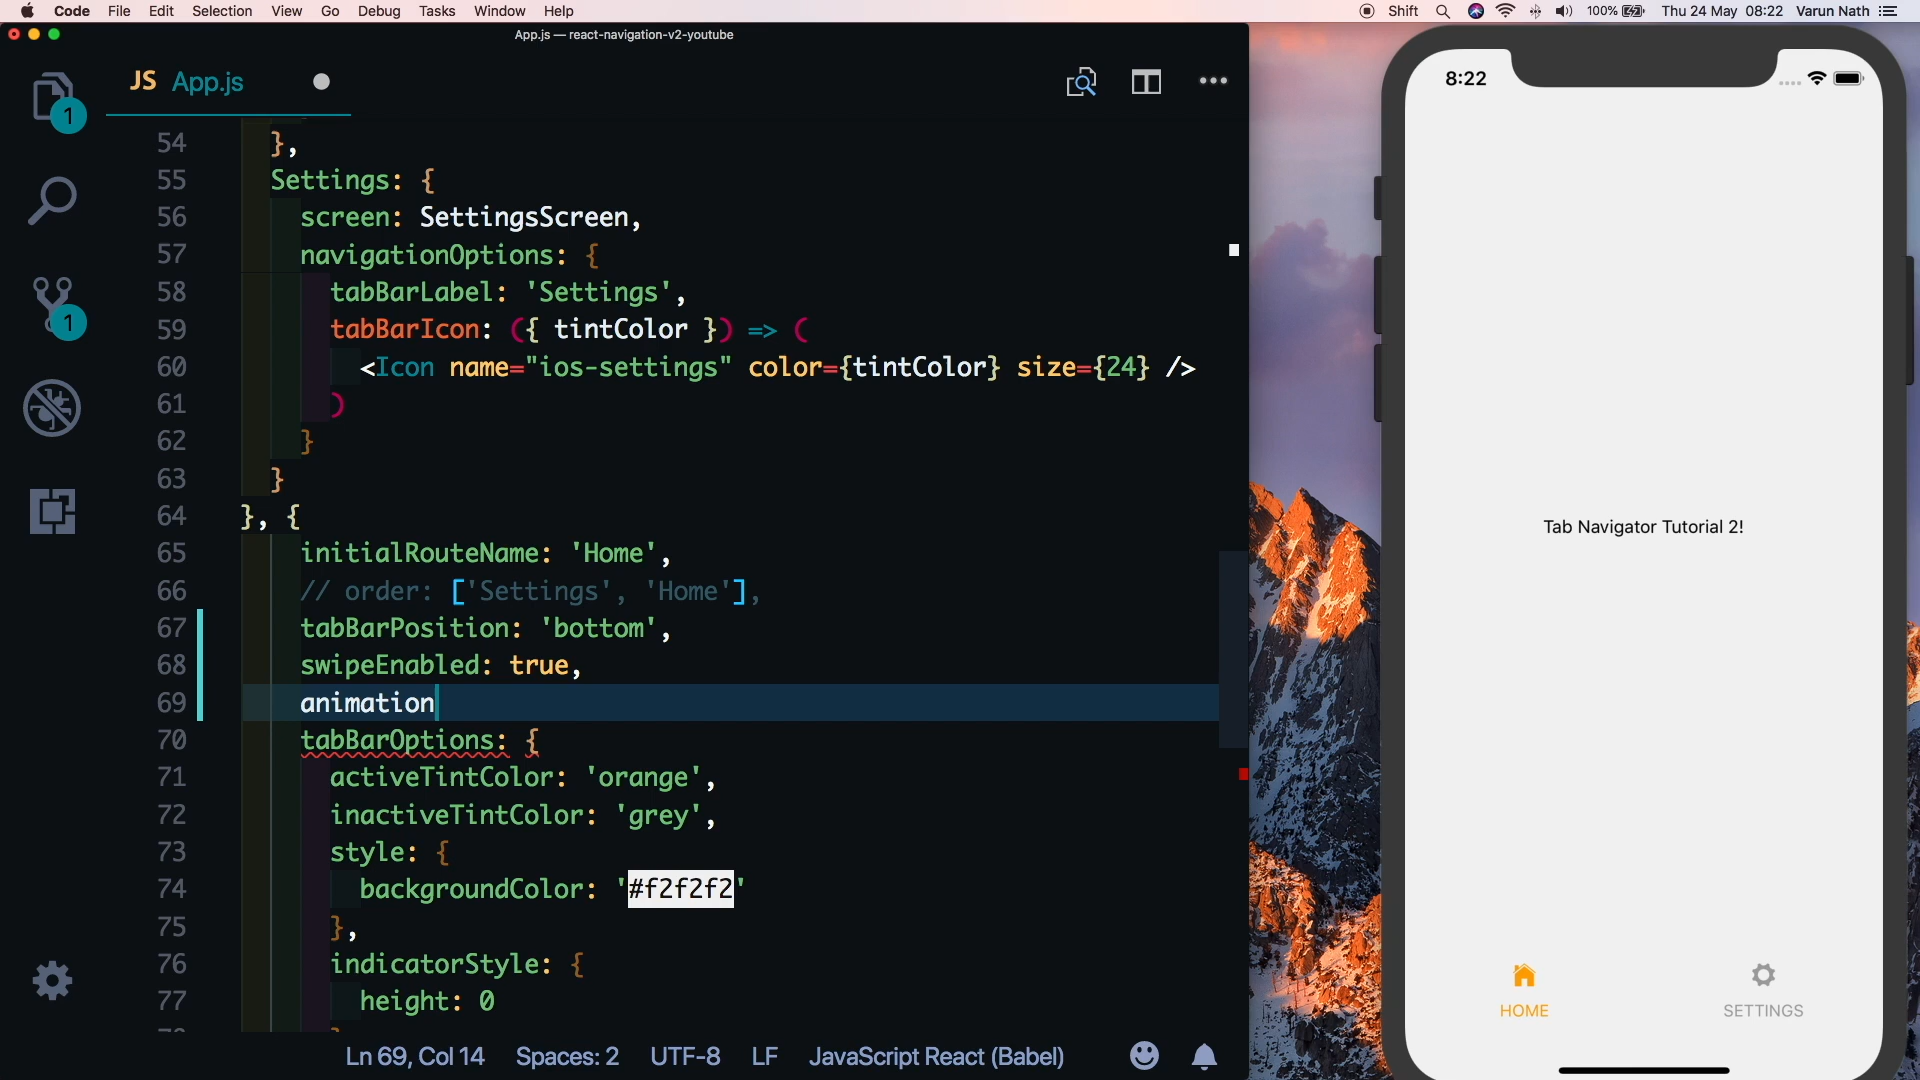 Code File Edit Selection View Go Debug Tasks Window Help Shift 100% Thu 24 May 08:22 Varun Nath
App.js — react-navigation-v2-youtube
JS App.js
1
1
54 },
55 Settings: {
56 screen: SettingsScreen,
57 navigationOptions: {
58 tabBarLabel: 'Settings',
59 tabBarIcon: ({ tintColor }) => (
60 <Icon name="ios-settings" color={tintColor} size={24} />
61 )
62 }
63 }
64 }, {
65 initialRouteName: 'Home',
66 // order: ['Settings', 'Home'],
67 tabBarPosition: 'bottom',
68 swipeEnabled: true,
69 animation
70 tabBarOptions: {
71 activeTintColor: 'orange',
72 inactiveTintColor: 'grey',
73 style: {
74 backgroundColor: '#f2f2f2'
75 },
76 indicatorStyle: {
77 height: 0
Ln 69, Col 14 Spaces: 2 UTF-8 LF JavaScript React (Babel)
8:22
Tab Navigator Tutorial 2!
HOME SETTINGS